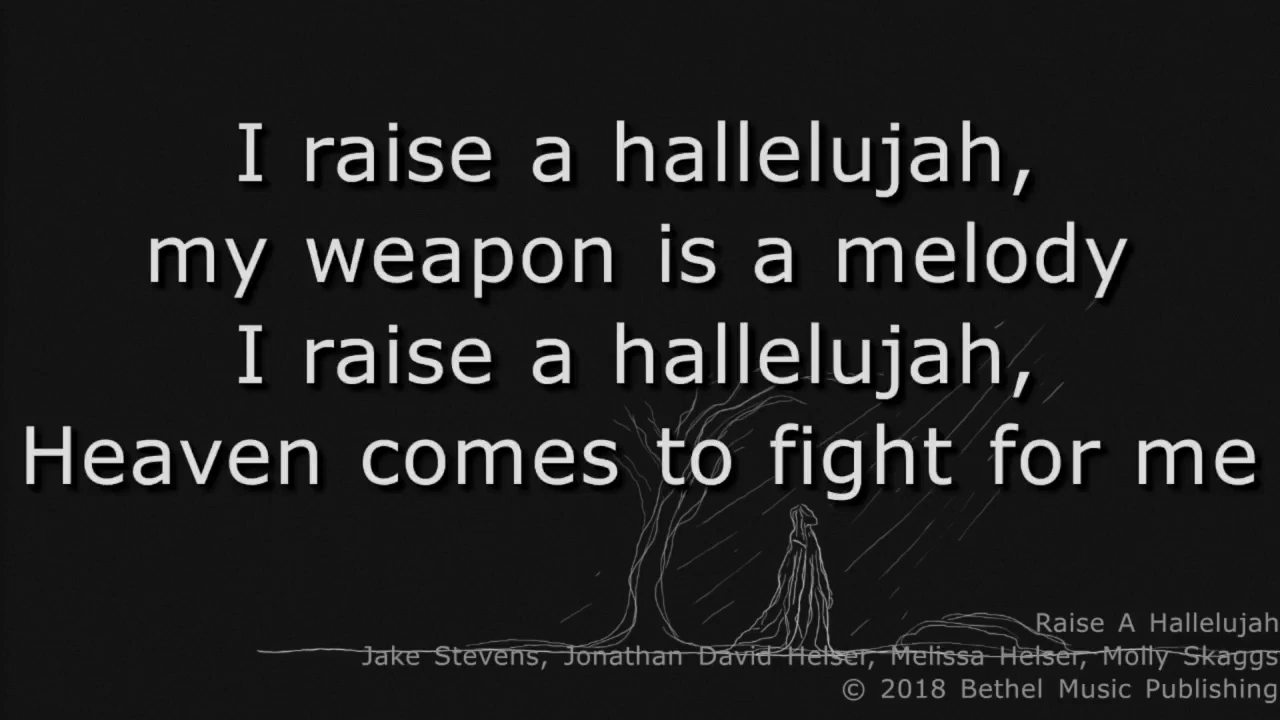 I raise a hallelujah,
my weapon is a melody
I raise a hallelujah,
Heaven comes to fight for me
Raise A Hallelujah
Jake Stevens, Jonathan David Helser, Melissa Helser, Molly Skaggs
© 2018 Bethel Music Publishing